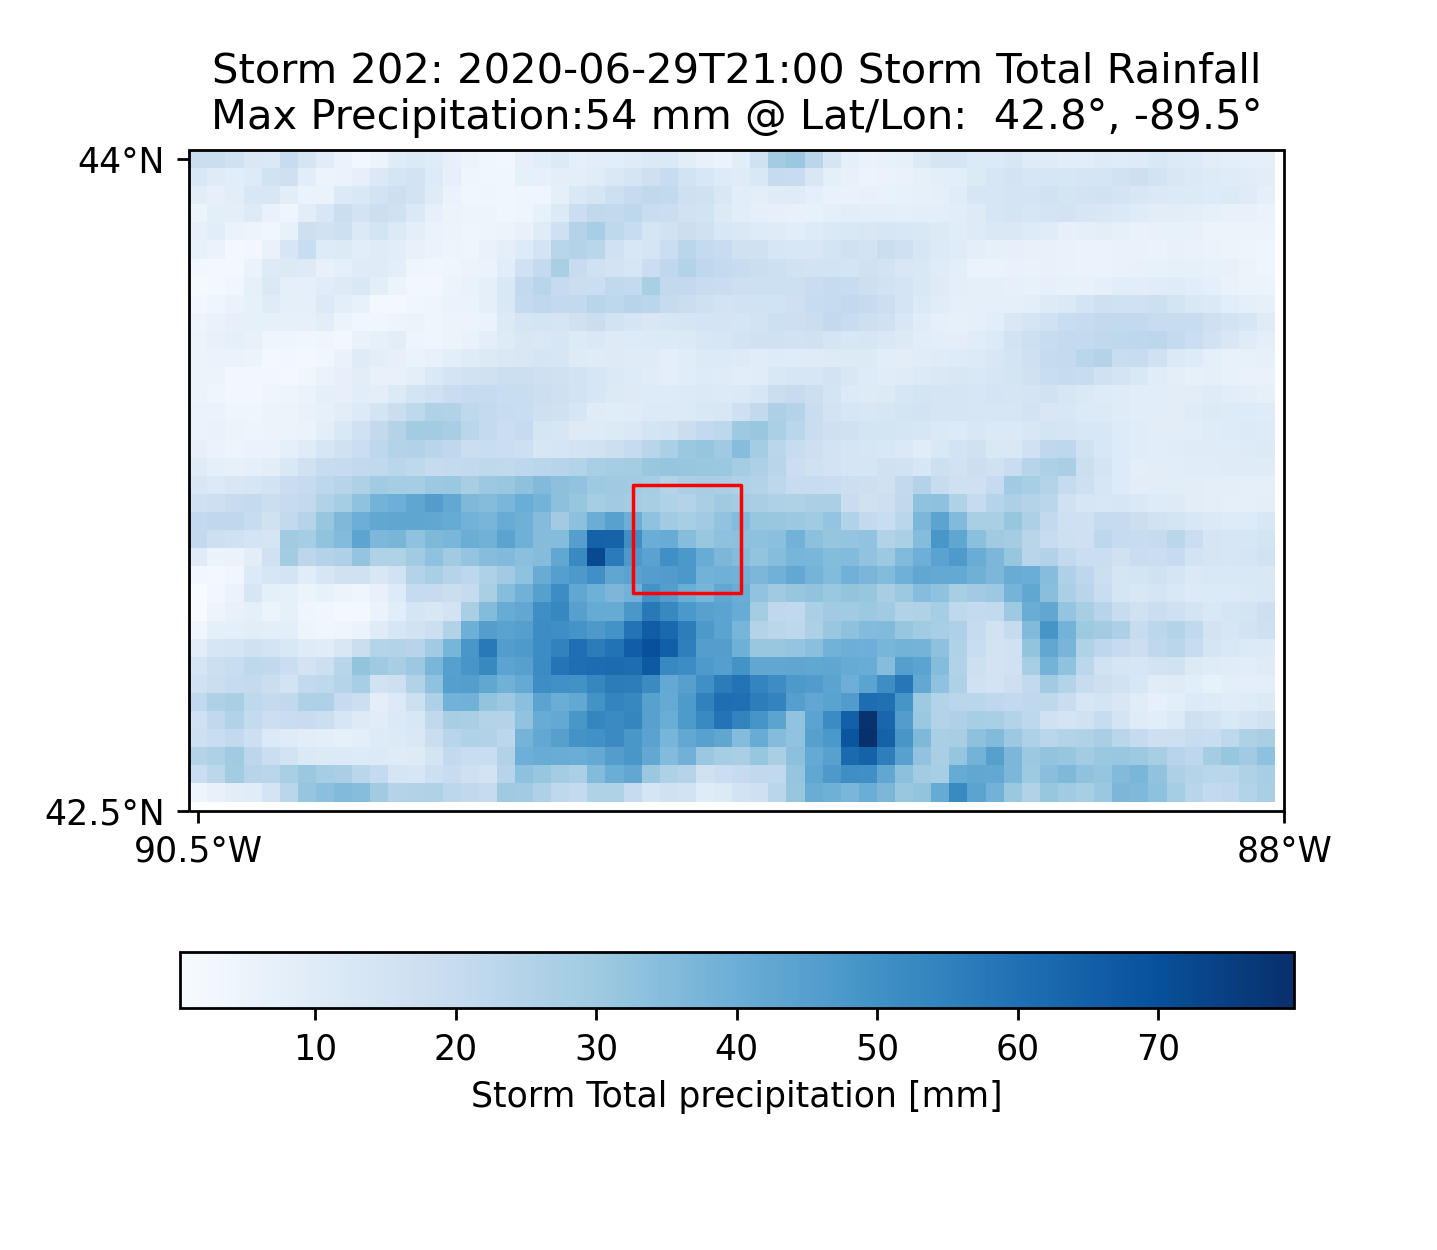 Storm 202: 2020-06-29T21:00 Storm Total Rainfall
Max Precipitation:54 mm @ Lat/Lon:  42.8°, -89.5°
44°N
42.5°N
90.5°W 88°W
10 20 30 40 50 60 70
Storm Total precipitation [mm]